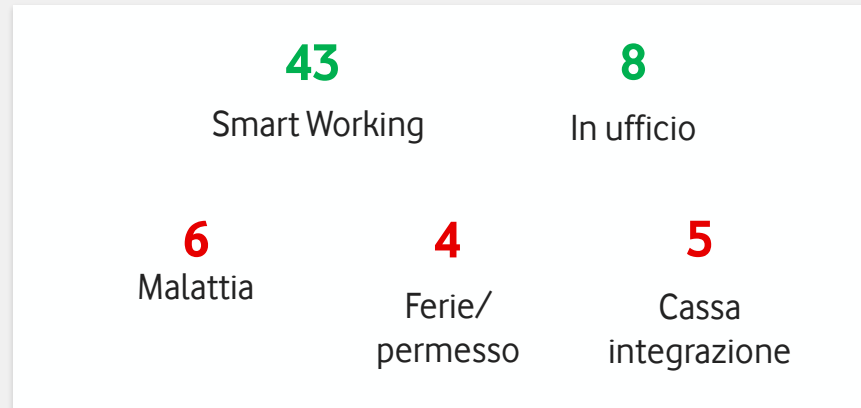 43
8
Smart Working
In ufficio
6
4
5
Malattia
Ferie/
permesso
Cassa
integrazione